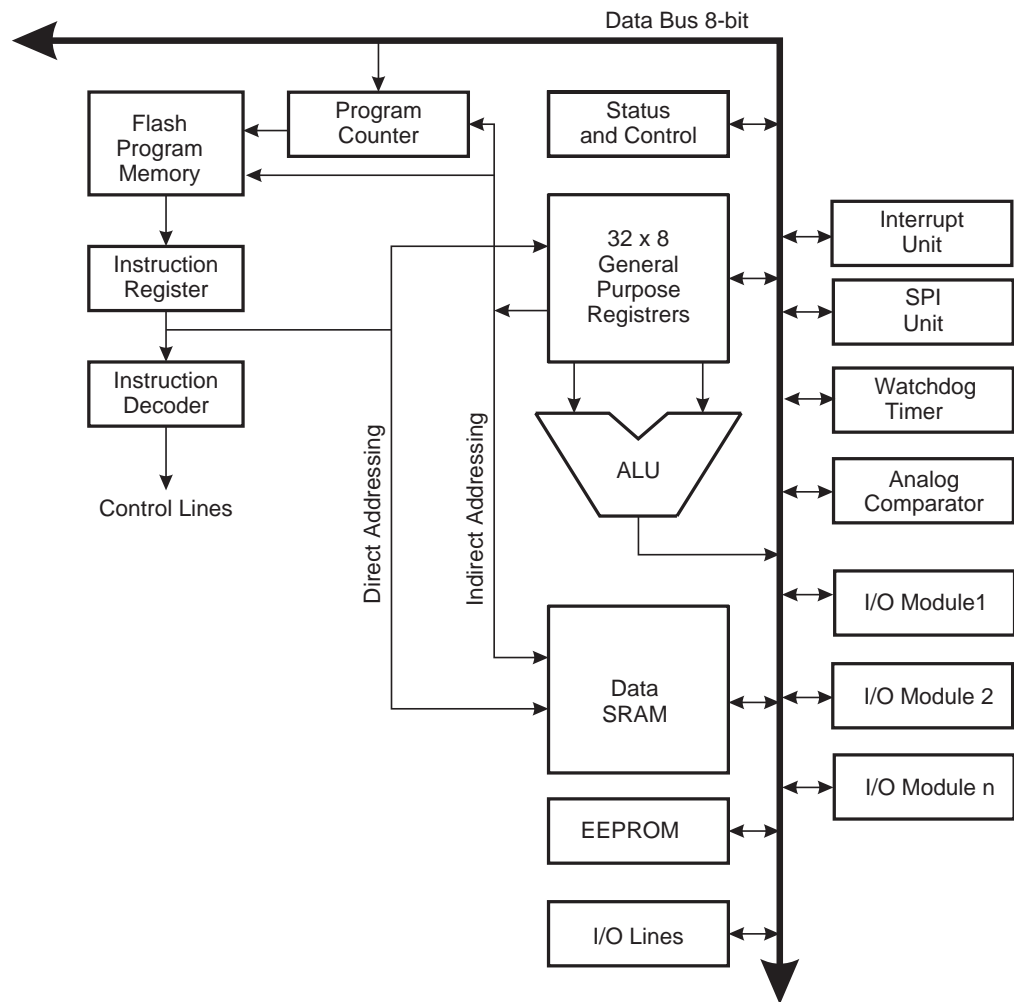 Data Bus 8-bit
Flash
Program
Memory
Program
Counter
Status
and Control
32 x 8
General
Purpose
Registrers
Interrupt
Unit
Instruction
Register
SPI
Unit
Instruction
Decoder
Watchdog
Timer
Control Lines
Direct Addressing
Indirect Addressing
ALU
Analog
Comparator
I/O Module1
Data
SRAM
I/O Module 2
I/O Module n
EEPROM
I/O Lines